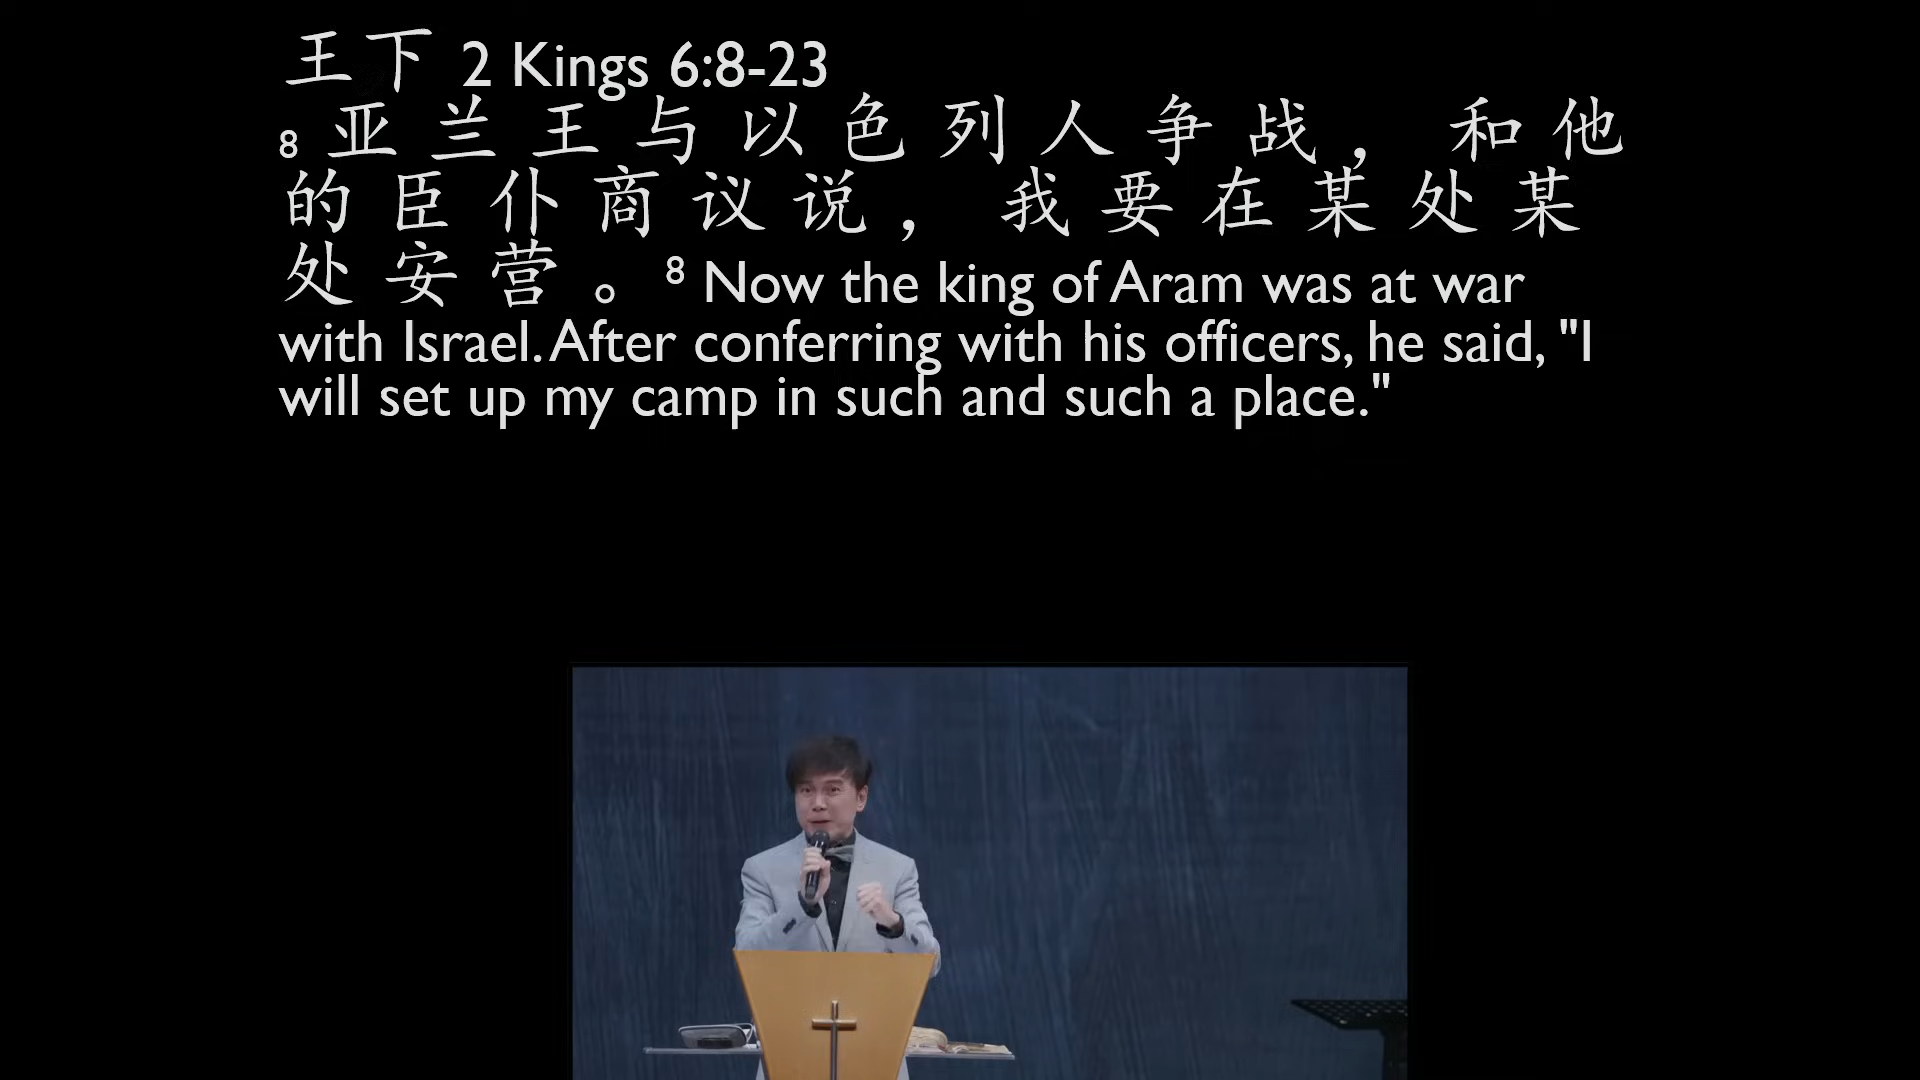 王下 2 Kings 6:8-23
8 亚兰王与以色列人争战，和他
的臣仆商议说，我要在某处某
处安营。8 Now the king of Aram was at war
with Israel. After conferring with his officers, he said, "I
will set up my camp in such and such a place."